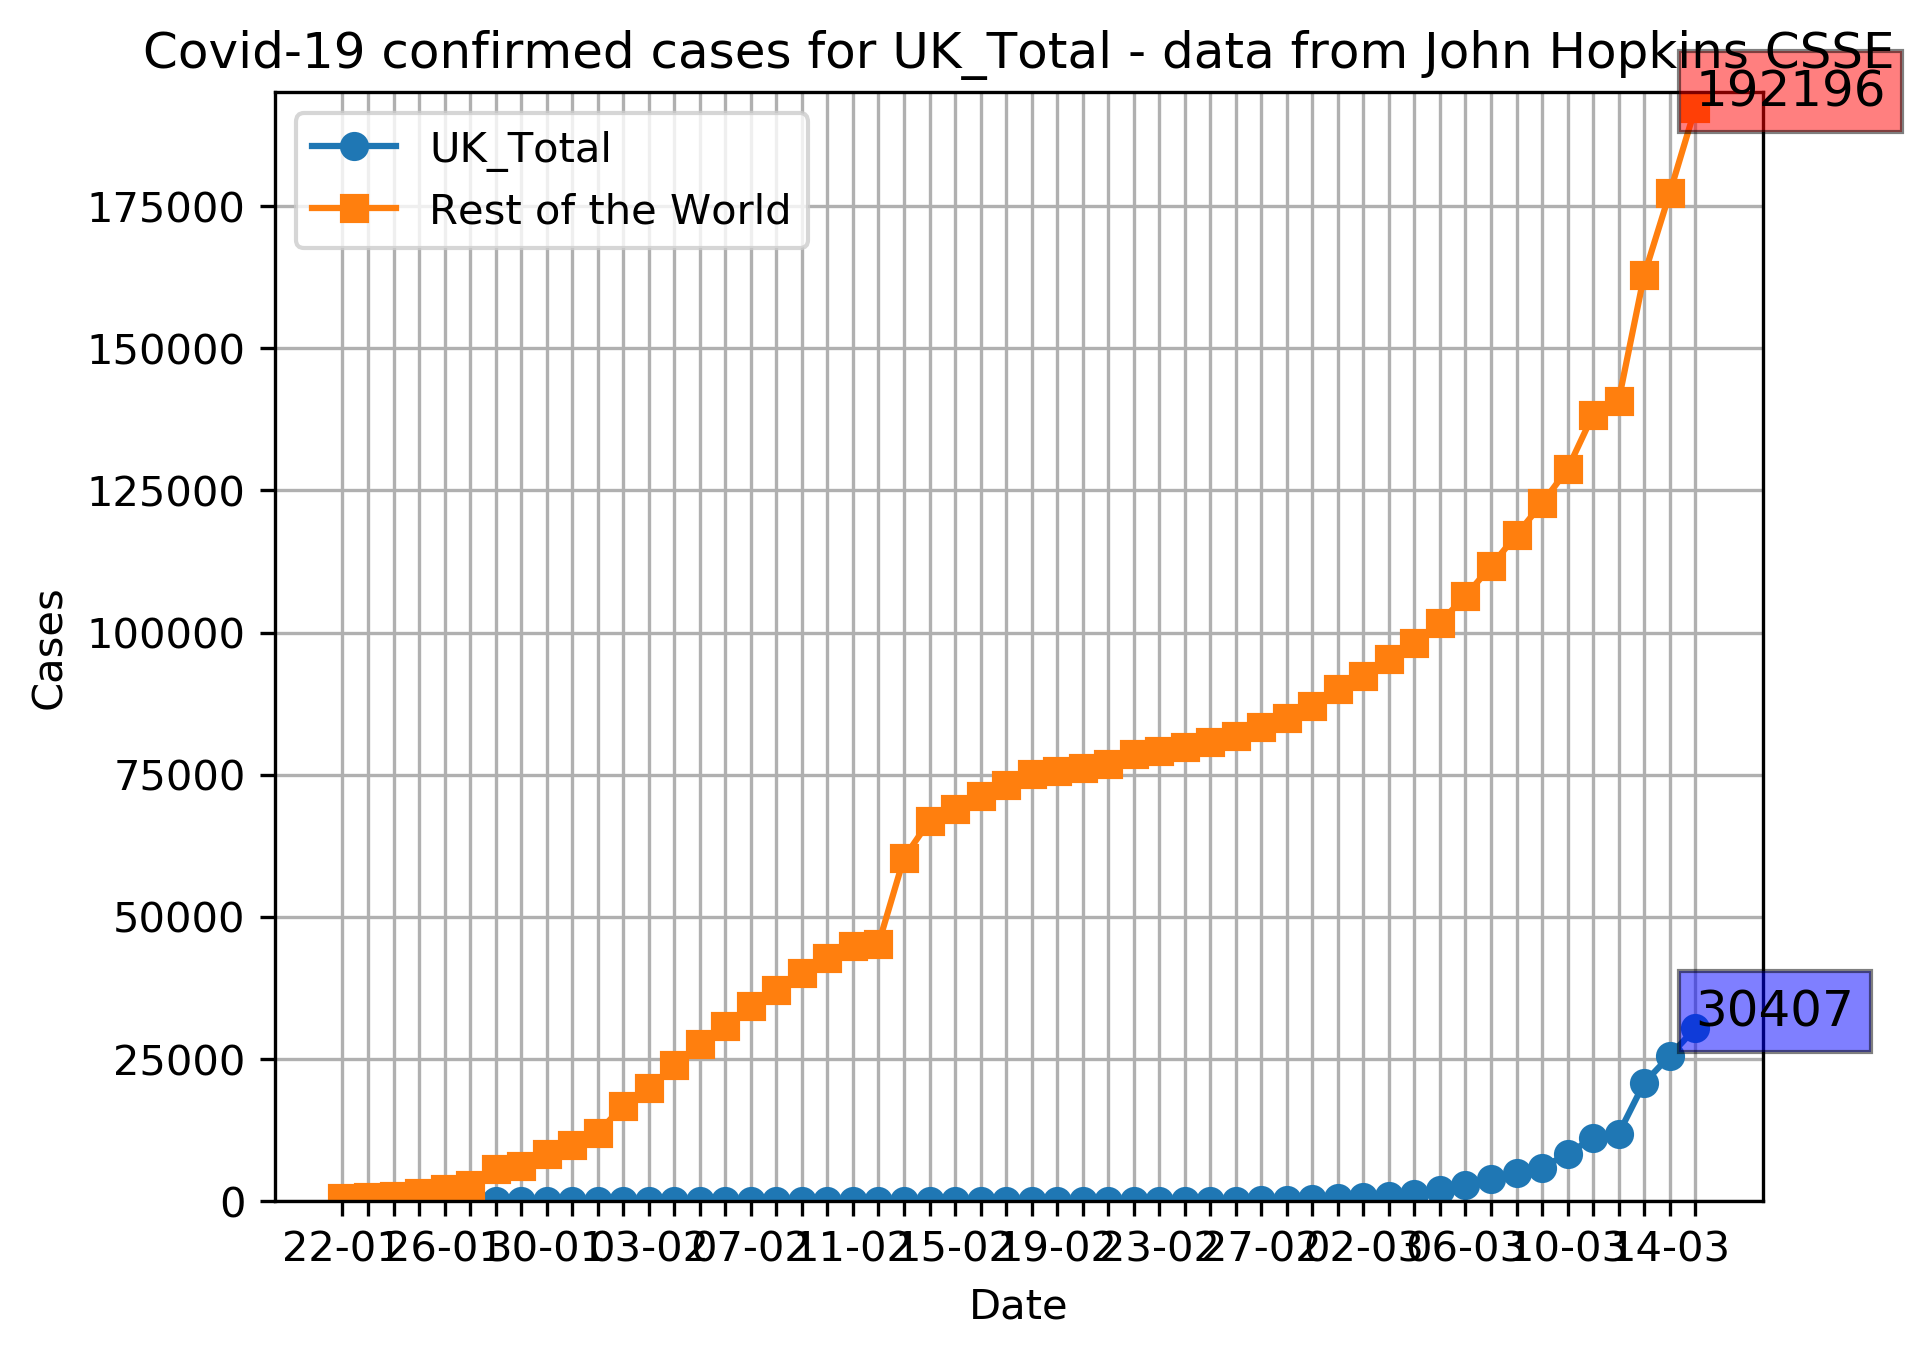 Covid-19 confirmed cases for UK_Total - data from John Hopkins CSSE
192196
UK_Total
Rest of the World
175000
150000
125000
100000
75000
50000
25000
0
30407
Cases
22-01 26-01 30-01 03-02 07-02 11-02 15-02 19-02 23-02 27-02 02-03 06-03 10-03 14-03
Date